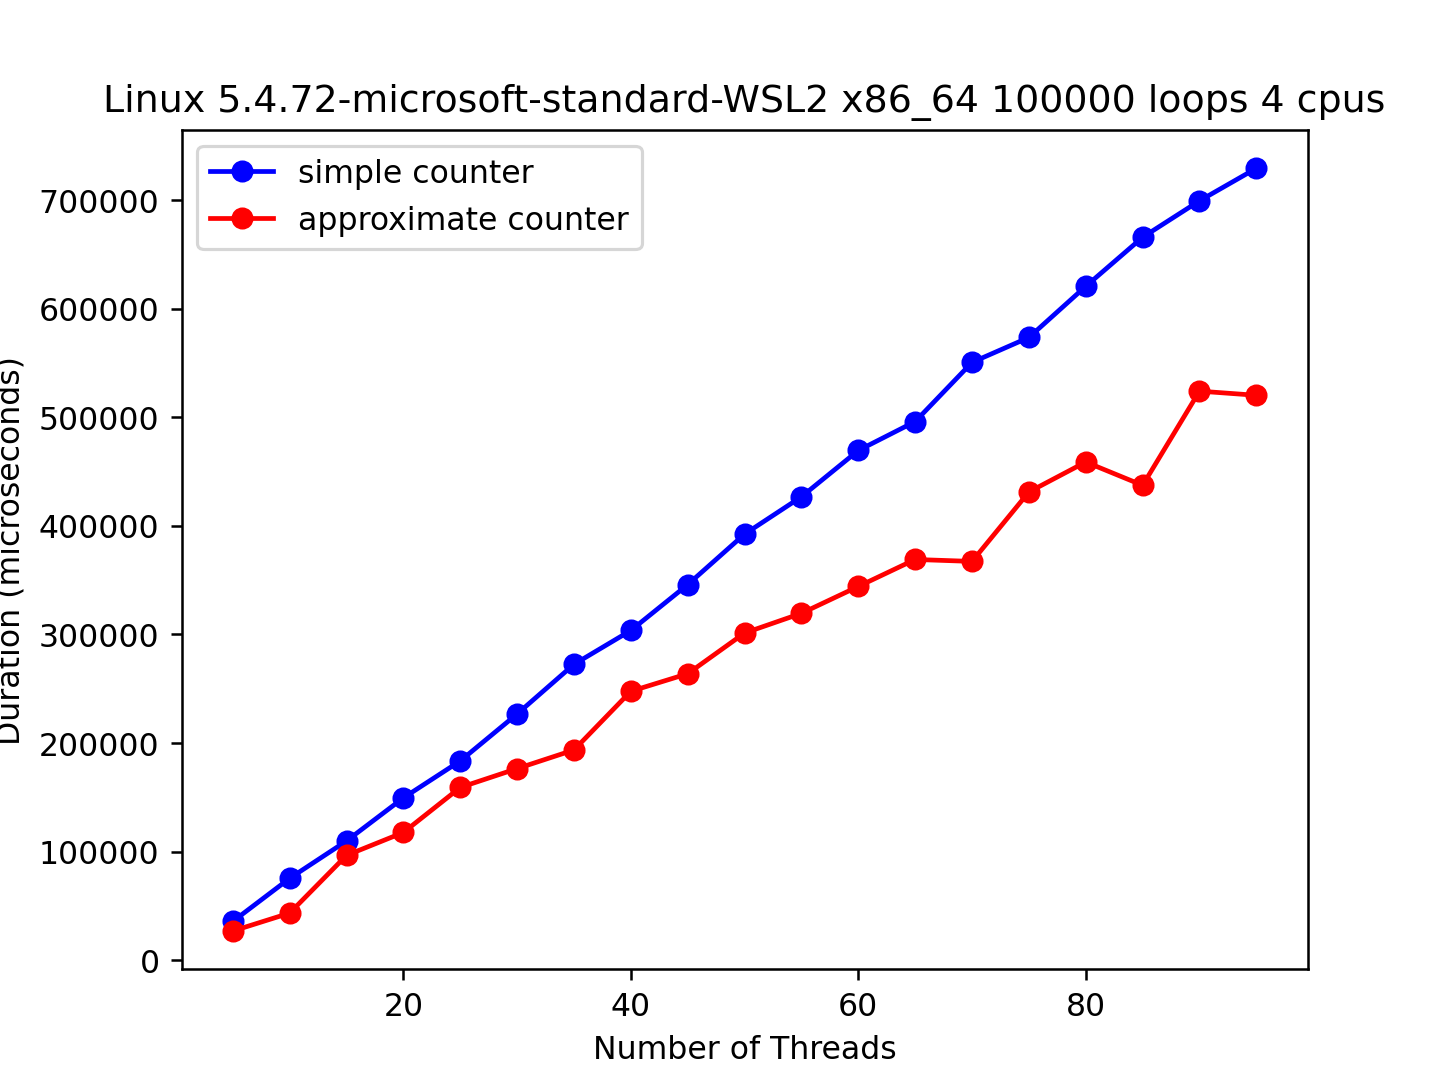 Linux 5.4.72-microsoft-standard-WSL2 x86_64 100000 loops 4 cpus
simple counter
approximate counter
700000
600000
500000
400000
300000
200000
100000
0
Duration (microseconds)
20 40 60 80
Number of Threads